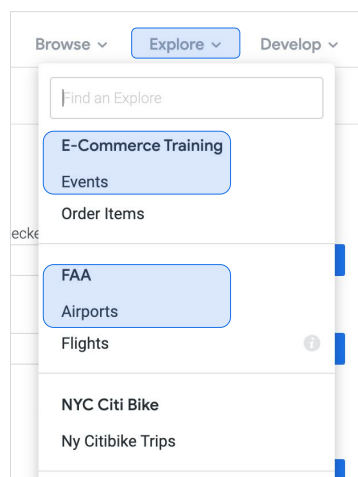 Browse Explore Develop
Find an Explore
E-Commerce Training
Events
Order Items
ecke
FAA
Airports
Flights
NYC Citi Bike
Ny Citibike Trips